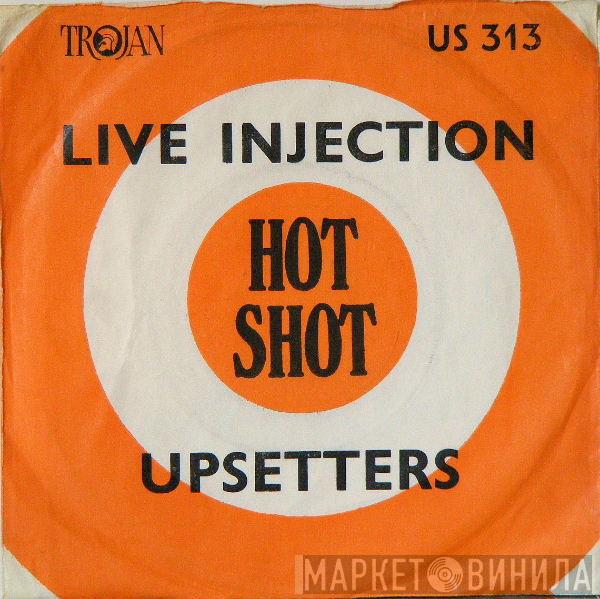 TROJAN US 313
LIVE INJECTION
HOT
SHOT
UPSETTERS
МАРКЕТ ВИНИЛА